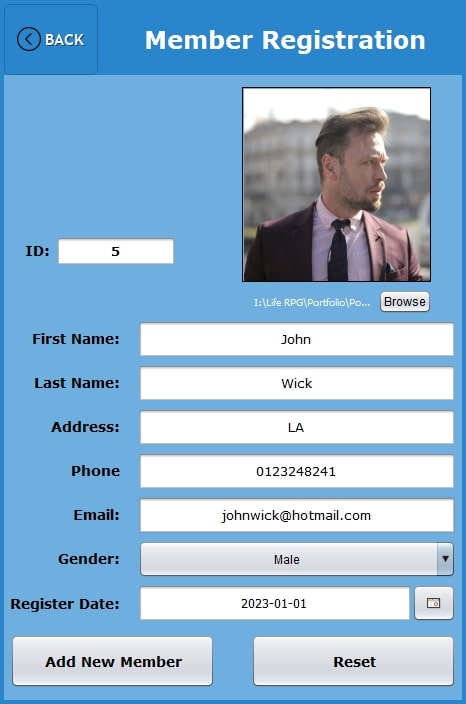 BACK
Member Registration
ID: 5
I:\Life RPG\Portfolio\Po... Browse
First Name: John
Last Name: Wick
Address: LA
Phone 0123248241
Email: johnwick@hotmail.com
Gender: Male
Register Date: 2023-01-01
Add New Member Reset